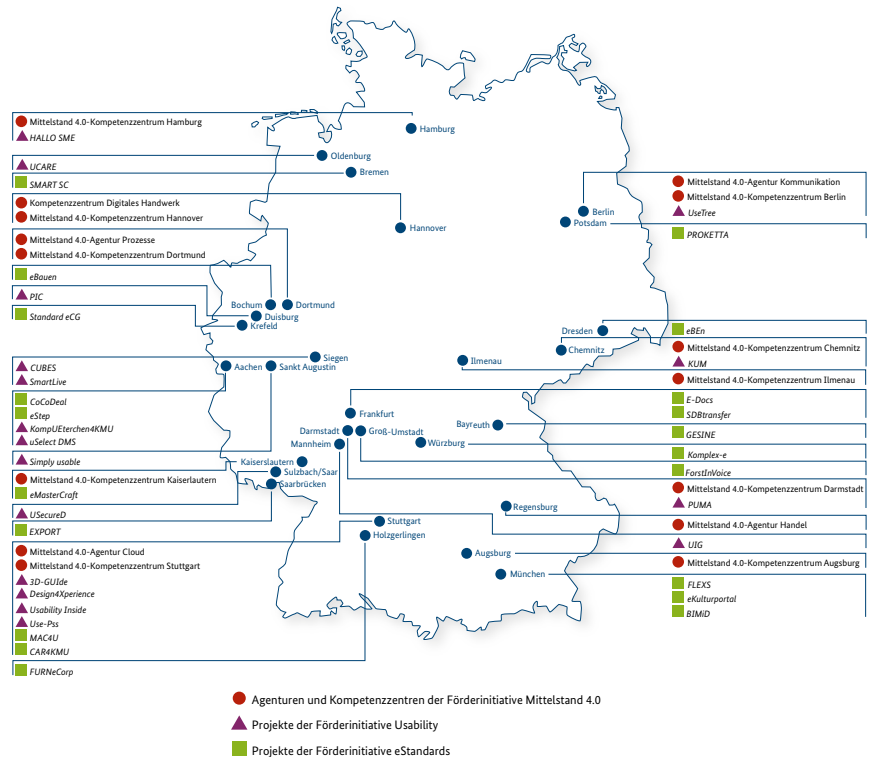 Mittelstand 4.0-Kompetenzzentrum Hamburg
HALLO SME
UCARE
SMART SC
Kompetenzzentrum Digitales Handwerk
Mittelstand 4.0-Kompetenzzentrum Hannover
Mittelstand 4.0-Agentur Prozesse
Mittelstand 4.0-Kompetenzzentrum Dortmund
eBauen
PIC
Standard eCG
CUBES
SmartLive
CoCoDeal
eStep
KompUEterchen4KMU
uSelect DMS
Simply usable
Mittelstand 4.0-Kompetenzzentrum Kaiserlautern
eMasterCraft
USecureD
EXPORT
Mittelstand 4.0-Agentur Cloud
Mittelstand 4.0-Kompetenzzentrum Stuttgart
3D-GUIde
Design4Xperience
Usability Inside
Use-Pss
MAC4U
CAR4KMU
FURNeCorp
Hamburg
Oldenburg
Bremen
Hannover
Berlin
Potsdam
Bochum
Dortmund
Duisburg
Krefeld
Dresden
Chemnitz
Siegen
Aachen
Sankt Augustin
Ilmenau
Frankfurt
Darmstadt
Groß-Umstadt
Bayreuth
Mannheim
Würzburg
Kaiserslautern
Sulzbach/Saar
Saarbrücken
Regensburg
Stuttgart
Holzgerlingen
Augsburg
München
Mittelstand 4.0-Agentur Kommunikation
Mittelstand 4.0-Kompetenzzentrum Berlin
UseTree
PROKETTA
eBEn
Mittelstand 4.0-Kompetenzzentrum Chemnitz
KUM
Mittelstand 4.0-Kompetenzzentrum Ilmenau
E-Docs
SDBtransfer
GESINE
Komplex-e
ForstInVoice
Mittelstand 4.0-Kompetenzzentrum Darmstadt
PUMA
Mittelstand 4.0-Agentur Handel
UIG
Mittelstand 4.0-Kompetenzzentrum Augsburg
FLEXS
eKulturportal
BIMiD
Agenturen und Kompetenzzentren der Förderinitiative Mittelstand 4.0
Projekte der Förderinitiative Usability
Projekte der Förderinitiative eStandards